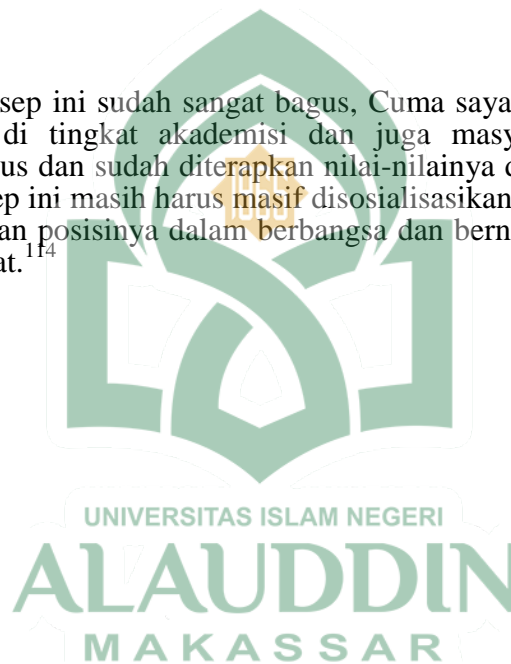 sep ini sudah sangat bagus, Cuma saya
di tingkat akademisi dan juga masy
us dan sudah diterapkan nilai-nilainya
ep ini masih harus masif disosialisasikan
an posisinya dalam berbangsa dan bern
at.114
1965
UNIVERSITAS ISLAM NEGERI
ALAUDDIN
MAKASSAR